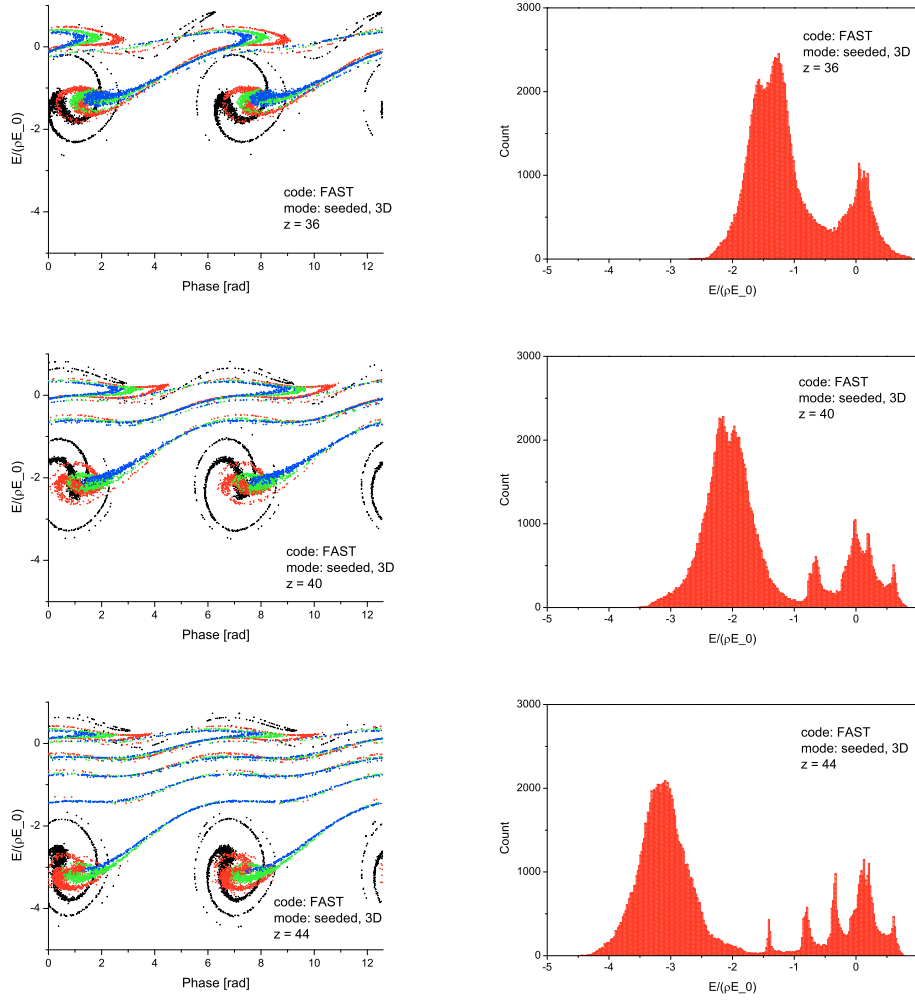 0
-2
-4
E/(ρE_0)
0 2 4 6 8 10 12
Phase [rad]
code: FAST
mode: seeded, 3D
z = 36
3000
2500
2000
1500
1000
500
0
Count
-5 -4 -3 -2 -1 0
E/(ρE_0)
code: FAST
mode: seeded, 3D
z = 36
0
-2
-4
E/(ρE_0)
0 2 4 6 8 10 12
Phase [rad]
code: FAST
mode: seeded, 3D
z = 40
3000
2000
1000
0
Count
-5 -4 -3 -2 -1 0
E/(ρE_0)
code: FAST
mode: seeded, 3D
z = 40
0
-2
-4
E/(ρE_0)
0 2 4 6 8 10 12
Phase [rad]
code: FAST
mode: seeded, 3D
z = 44
3000
2000
1000
0
Count
-5 -4 -3 -2 -1 0
E/(ρE_0)
code: FAST
mode: seeded, 3D
z = 44